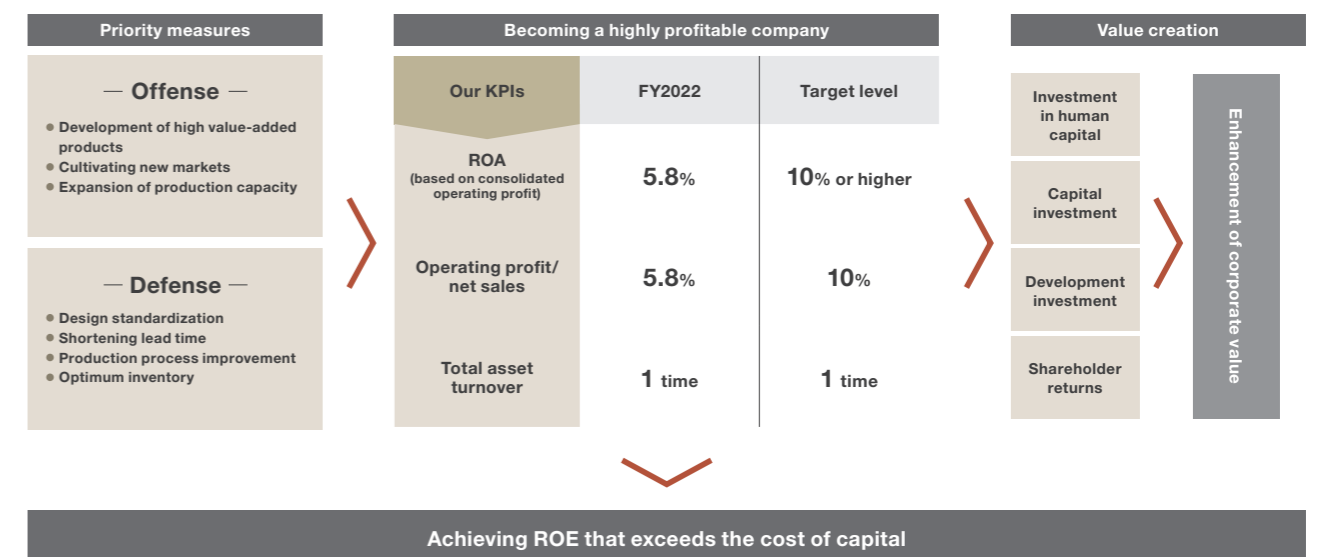 Priority measures
— Offense —
● Development of high value-added
products
● Cultivating new markets
● Expansion of production capacity
— Defense —
● Design standardization
● Shortening lead time
● Production process improvement
● Optimum inventory
Becoming a highly profitable company
Our KPIs FY2022 Target level
ROA
(based on consolidated
operating profit)
5.8% 10% or higher
Operating profit/
net sales
5.8% 10%
Total asset
turnover
1 time 1 time
Value creation
Investment
in human
capital
Capital
investment
Development
investment
Shareholder
returns
Enhancement of corporate value
Achieving ROE that exceeds the cost of capital